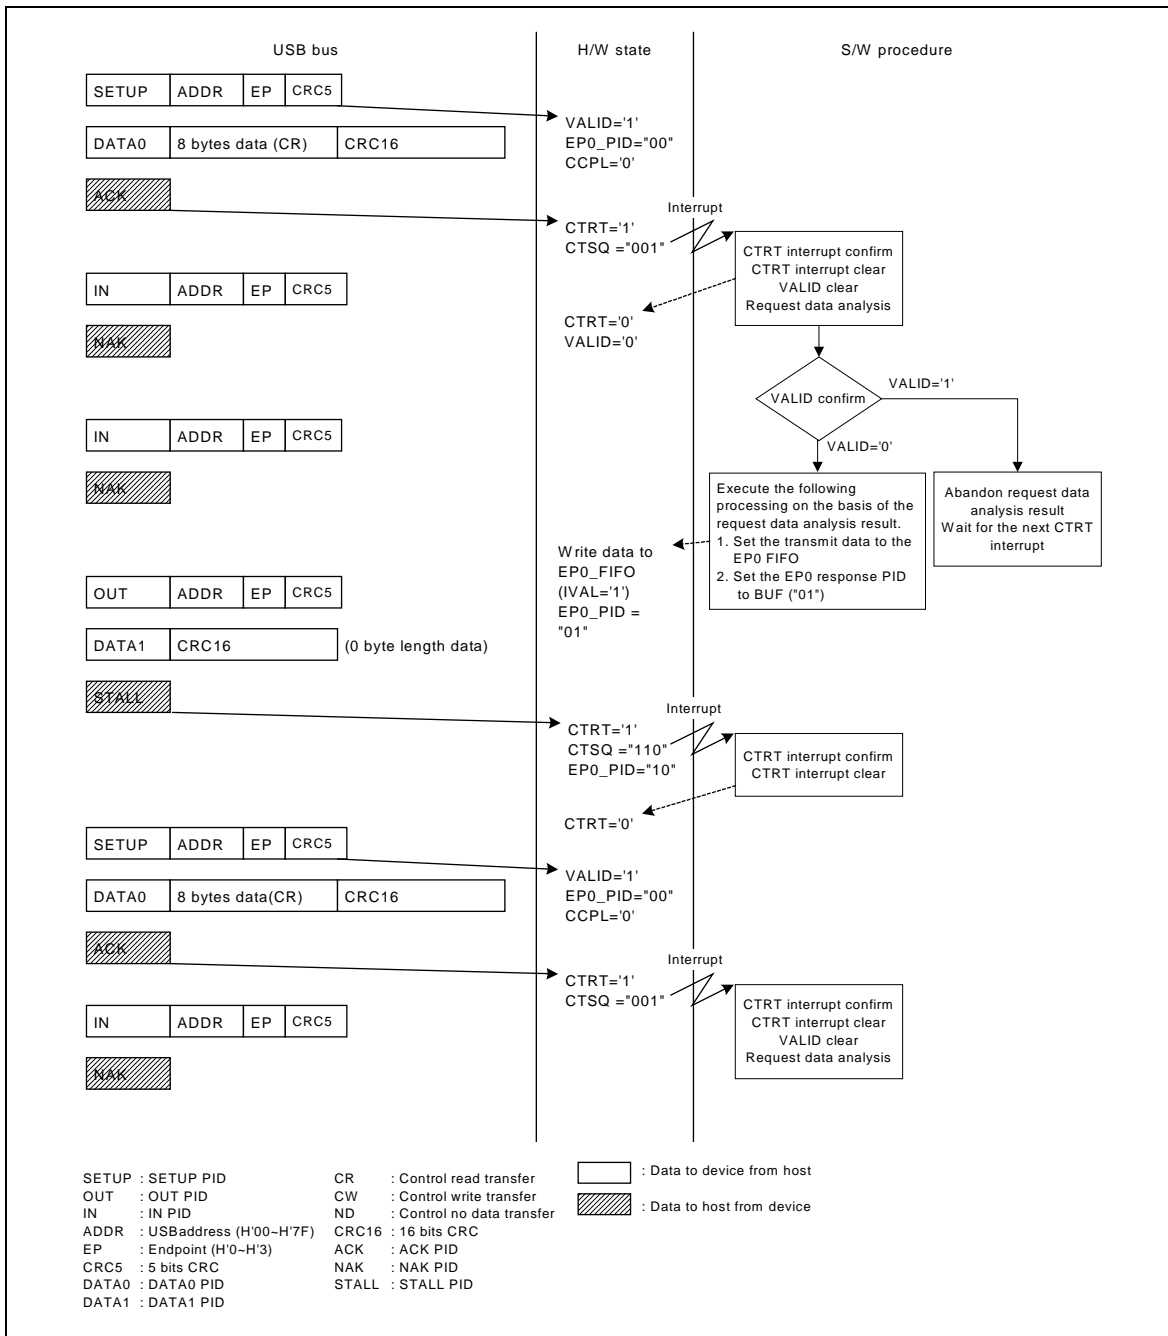 USB bus
H/W state
S/W procedure
SETUP ADDR EP CRC5
VALID='1'
EP0_PID="00"
CCPL='0'
DATA0 8 bytes data (CR) CRC16
ACK
Interrupt
CTRT='1'
CTSQ ="001"
CTRT interrupt confirm
CTRT interrupt clear
VALID clear
Request data analysis
IN ADDR EP CRC5
CTRT='0'
VALID='0'
NAK
VALID confirm
VALID='1'
VALID='0'
IN ADDR EP CRC5
NAK
Execute the following
processing on the basis of the
request data analysis result.
1. Set the transmit data to the
EP0 FIFO
2. Set the EP0 response PID
to BUF ("01")
Abandon request data
analysis result
Wait for the next CTRT
interrupt
Write data to
EP0_FIFO
(IVAL='1')
EP0_PID =
"01"
OUT ADDR EP CRC5
DATA1 CRC16 (0 byte length data)
STALL
Interrupt
CTRT='1'
CTSQ ="110"
EP0_PID="10"
CTRT interrupt confirm
CTRT interrupt clear
CTRT='0'
SETUP ADDR EP CRC5
VALID='1'
EP0_PID="00"
CCPL='0'
DATA0 8 bytes data(CR) CRC16
ACK
Interrupt
CTRT='1'
CTSQ ="001"
CTRT interrupt confirm
CTRT interrupt clear
VALID clear
Request data analysis
IN ADDR EP CRC5
NAK
SETUP : SETUP PID
OUT : OUT PID
IN : IN PID
ADDR : USBaddress (H'00~H'7F)
EP : Endpoint (H'0~H'3)
CRC5 : 5 bits CRC
DATA0 : DATA0 PID
DATA1 : DATA1 PID
CR : Control read transfer
CW : Control write transfer
ND : Control no data transfer
CRC16 : 16 bits CRC
ACK : ACK PID
NAK : NAK PID
STALL : STALL PID
: Data to device from host
: Data to host from device